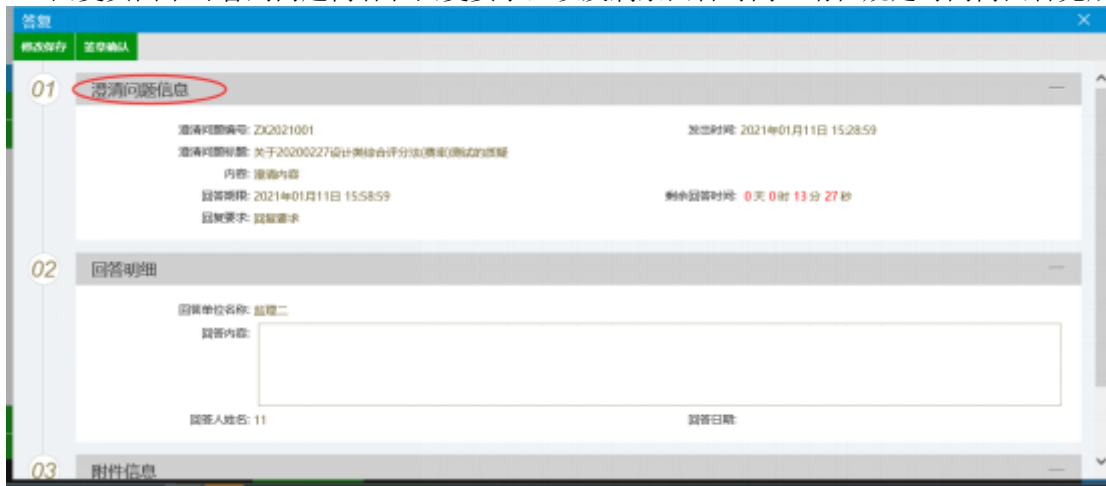 答复
修改保存 签章确认
01 澄清问题信息
澄清问题编号: ZX2021001 发出时间: 2021年01月11日 15:28:59
澄清问题标题: 关于20200227设计类综合评分法(费率)测试的质疑
内容: 澄清内容
回答期限: 2021年01月11日 15:58:59 剩余回答时间: 0 天 0 时 13 分 27 秒
回复要求: 回复要求
02 回答明细
回答单位名称: 监理二
回答内容:
回答人姓名: 11 回答日期:
03 附件信息